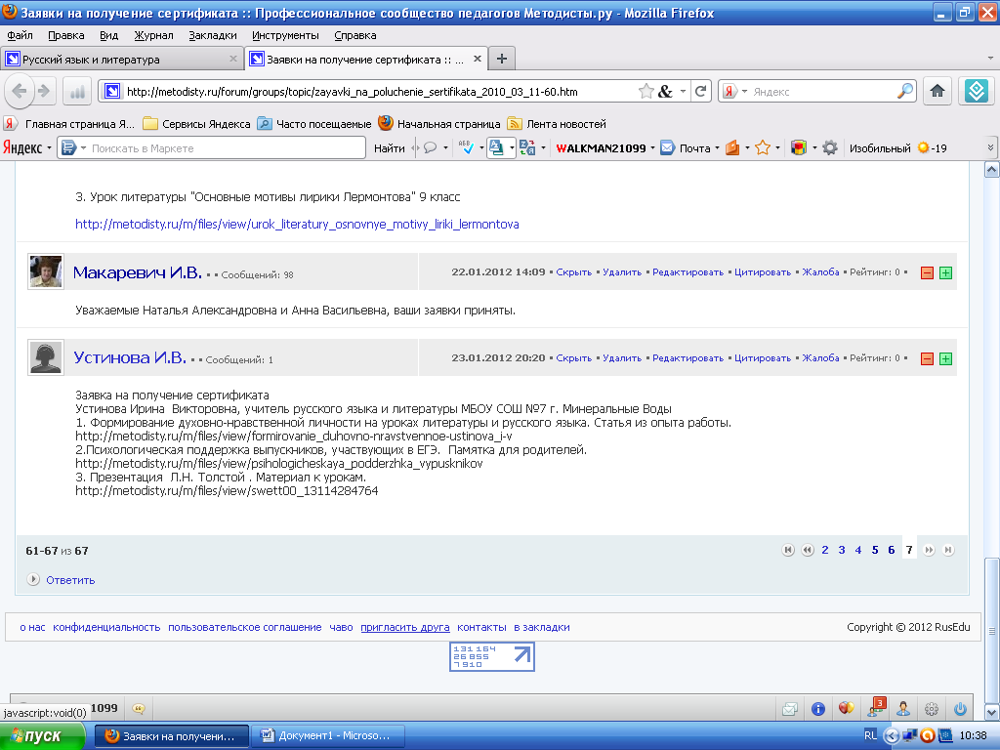 Заявки на получение сертификата :: Профессиональное сообщество педагогов Методисты.ру - Mozilla Firefox
Файл Правка Вид Журнал Закладки Инструменты Справка
Русский язык и литература
Заявки на получение сертификата :: ...
http://metodisty.ru/forum/groups/topic/zayavki_na_poluchenie_sertifikata_2010_03_11-60.htm
Яндекс
Главная страница Я... Сервисы Яндекса Часто посещаемые Начальная страница Лента новостей
Яндекс Поискать в Маркете Найти WALKMAN21099 Почта Изобильный -19
3. Урок литературы "Основные мотивы лирики Лермонтова" 9 класс
http://metodisty.ru/m/files/view/urok_literatury_osnovnye_motivy_liriki_lermontova
Макаревич И.В. • • Сообщений: 98 22.01.2012 14:09 • Скрыть • Удалить • Редактировать • Цитировать • Жалоба • Рейтинг: 0 •
Уважаемые Наталья Александровна и Анна Васильевна, ваши заявки приняты.
Устинова И.В. • • Сообщений: 1 23.01.2012 20:20 • Скрыть • Удалить • Редактировать • Цитировать • Жалоба • Рейтинг: 0 •
Заявка на получение сертификата
Устинова Ирина Викторовна, учитель русского языка и литературы МБОУ СОШ №7 г. Минеральные Воды
1. Формирование духовно-нравственной личности на уроках литературы и русского языка. Статья из опыта работы.
http://metodisty.ru/m/files/view/formirovanie_duhovno-nravstvennoe-ustinova_i-v
2.Психологическая поддержка выпускников, участвующих в ЕГЭ. Памятка для родителей.
http://metodisty.ru/m/files/view/psihologicheskaya_podderzhka_vypusknikov
3. Презентация Л.Н. Толстой . Материал к урокам.
http://metodisty.ru/m/files/view/swett00_13114284764
61-67 из 67 2 3 4 5 6 7
Ответить
о нас конфиденциальность пользовательское соглашение чаво пригласить друга контакты в закладки Copyright © 2012 RusEdu
131164
26855
7910
javascript:void(0) 1099 3
пуск Заявки на получени... Документ1 - Microso... RL 10:38